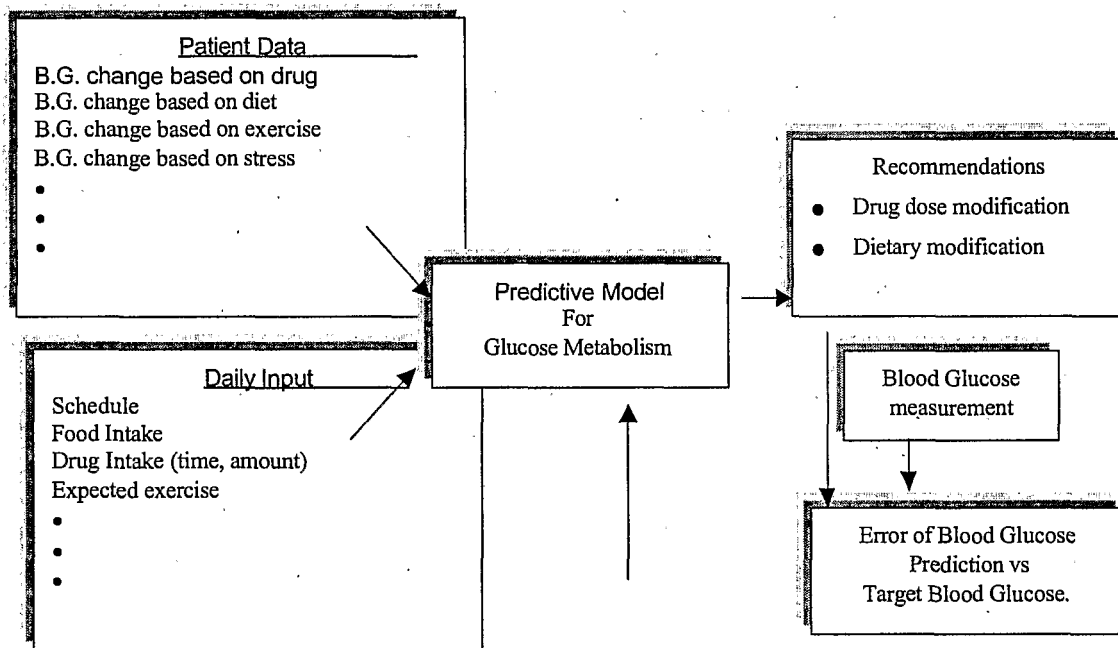 Patient Data
B.G. change based on drug
B.G. change based on diet
B.G. change based on exercise
B.G. change based on stress
•
•
•
Daily Input
Schedule
Food Intake
Drug Intake (time, amount)
Expected exercise
•
•
•
Predictive Model
For
Glucose Metabolism
Recommendations
• Drug dose modification
• Dietary modification
Blood Glucose
measurement
Error of Blood Glucose
Prediction vs
Target Blood Glucose.